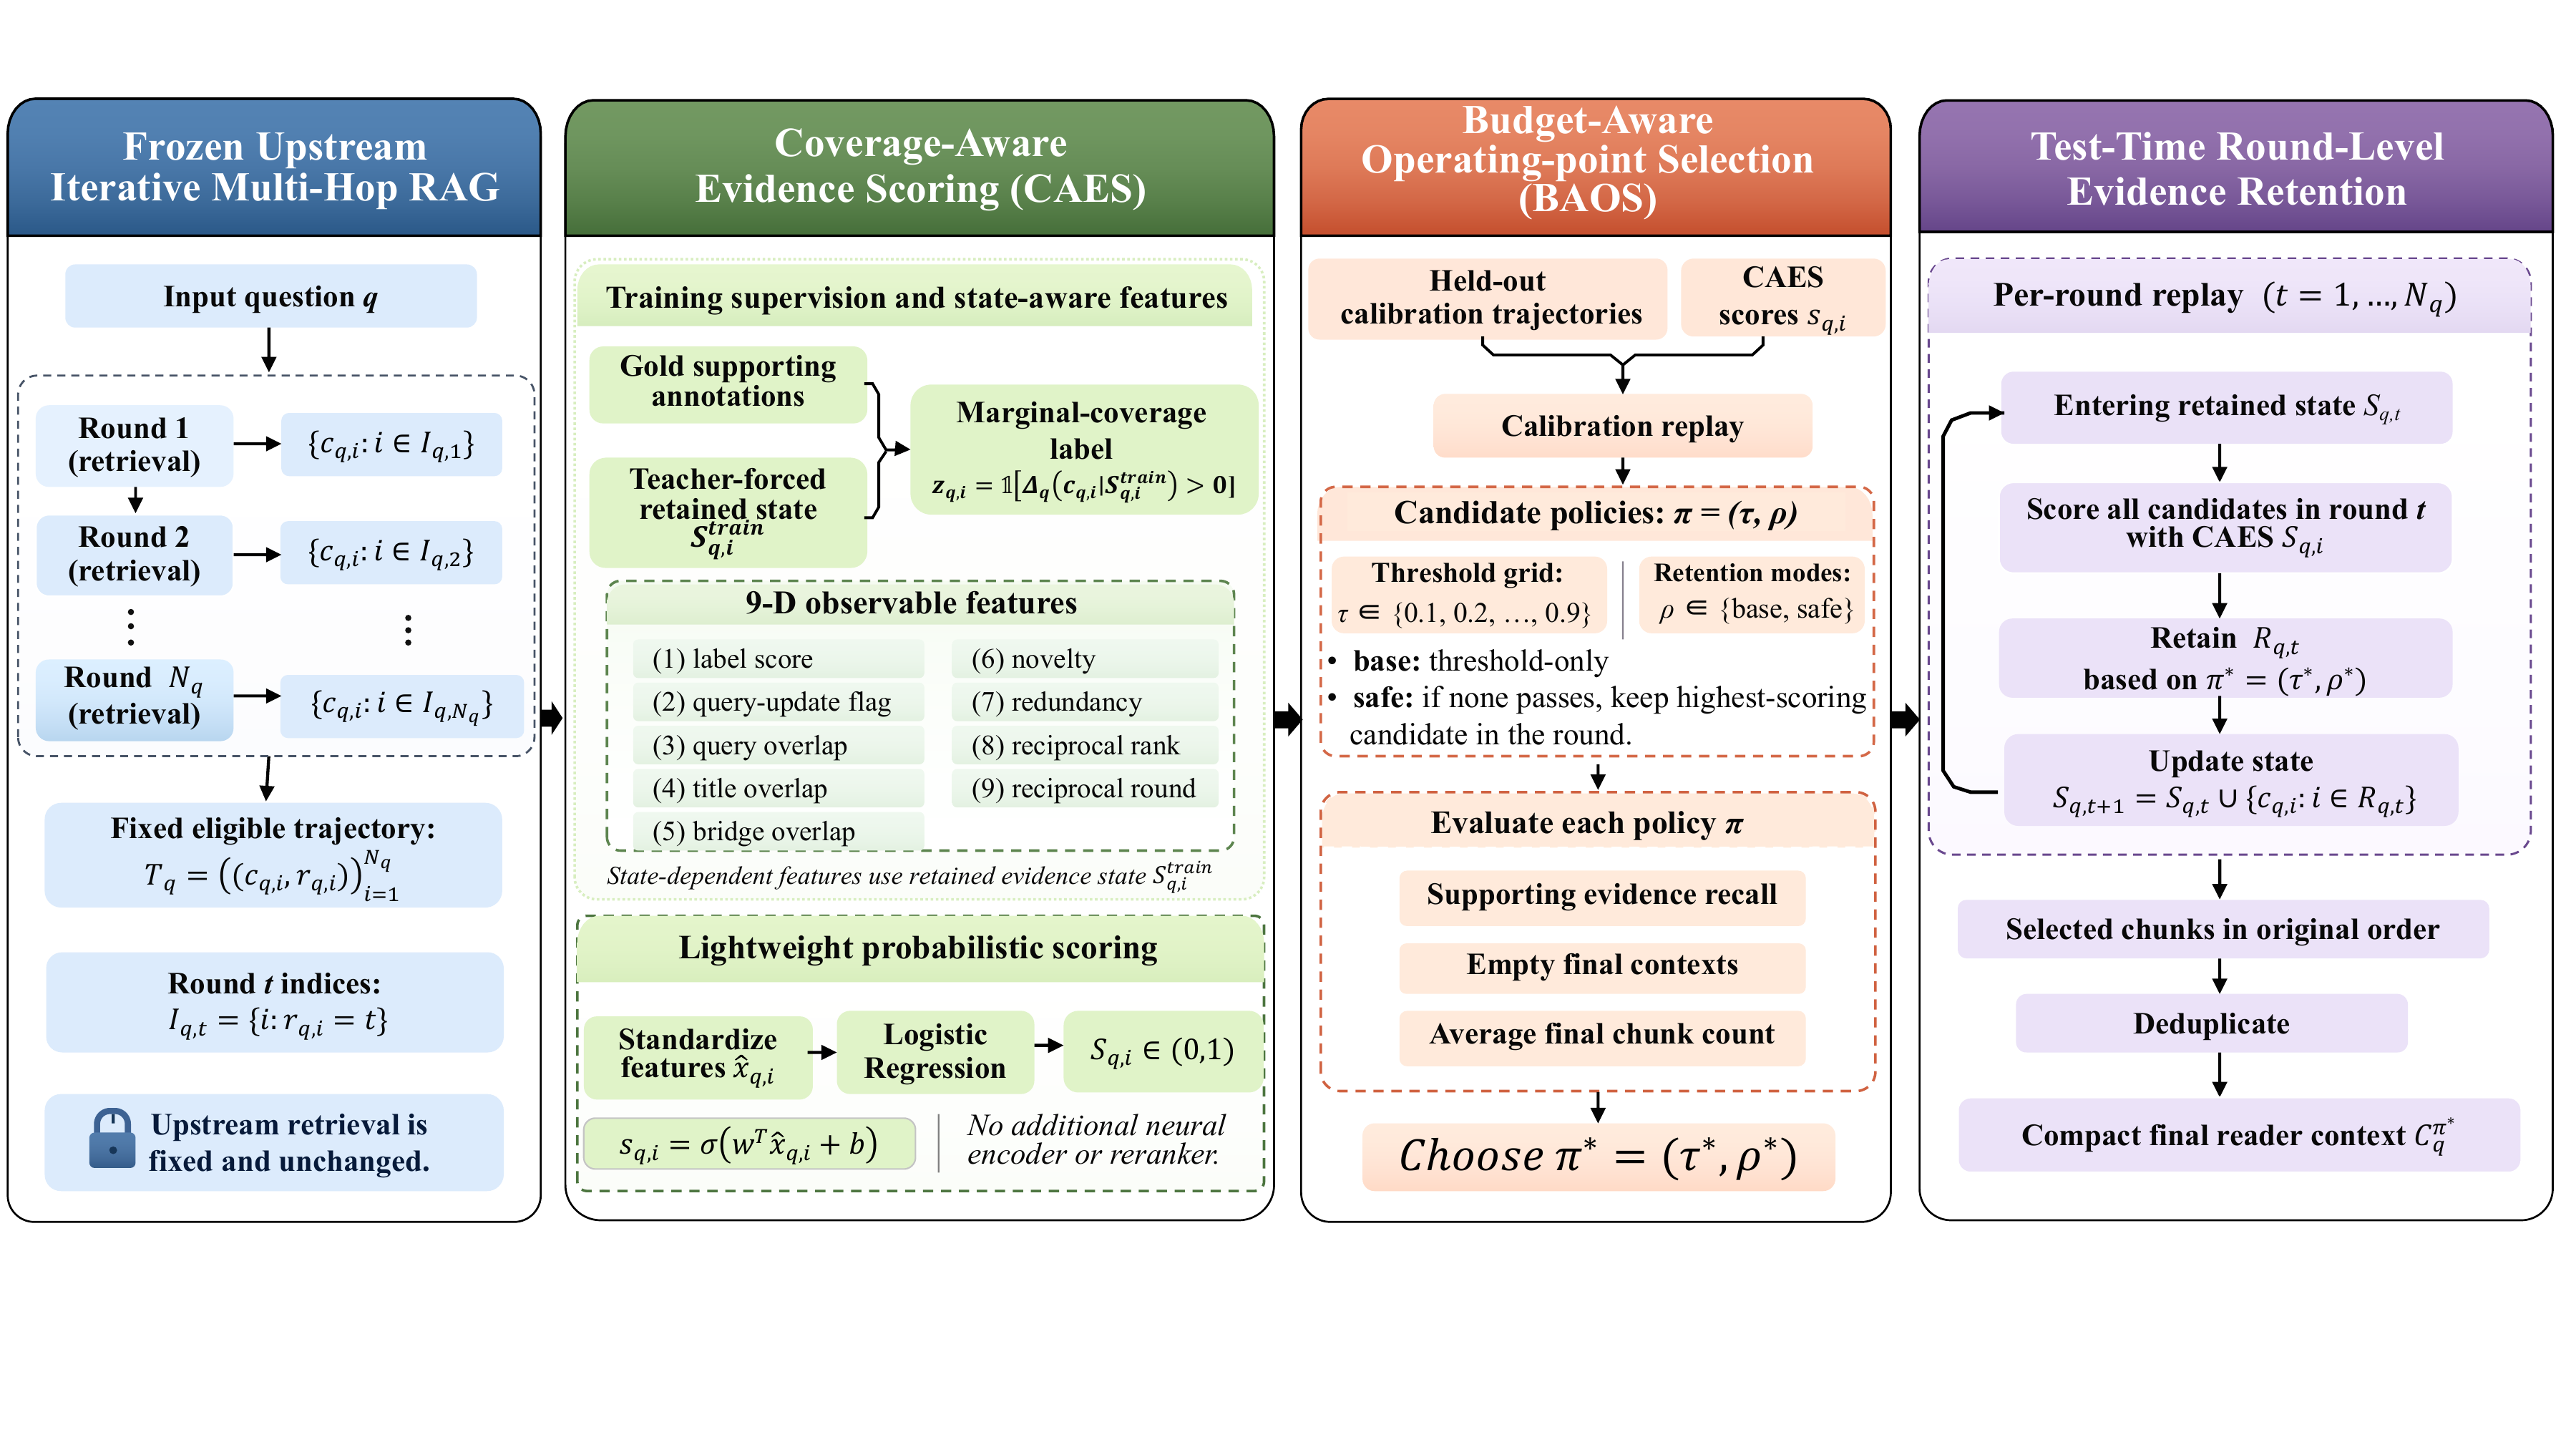 Frozen Upstream
Iterative Multi-Hop RAG
Input question q
Round 1
(retrieval)
{c_{q,i}: i ∈ I_{q,1}}
Round 2
(retrieval)
{c_{q,i}: i ∈ I_{q,2}}
⋮
⋮
Round N_q
(retrieval)
{c_{q,i}: i ∈ I_{q,N_q}}
Fixed eligible trajectory:
T_q = ((c_{q,i}, r_{q,i}))_{i=1}^{N_q}
Round t indices:
I_{q,t} = {i: r_{q,i} = t}
Upstream retrieval is
fixed and unchanged.
Coverage-Aware
Evidence Scoring (CAES)
Training supervision and state-aware features
Gold supporting
annotations
Teacher-forced
retained state
S_{q,i}^{train}
Marginal-coverage
label
z_{q,i} = 𝟙[Δ_q(c_{q,i}|S_{q,i}^{train}) > 0]
9-D observable features
(1) label score
(2) query-update flag
(3) query overlap
(4) title overlap
(5) bridge overlap
(6) novelty
(7) redundancy
(8) reciprocal rank
(9) reciprocal round
State-dependent features use retained evidence state S_{q,i}^{train}
Lightweight probabilistic scoring
Standardize
features x̂_{q,i}
Logistic
Regression
S_{q,i} ∈ (0,1)
s_{q,i} = σ(w^T x̂_{q,i} + b)
No additional neural
encoder or reranker.
Budget-Aware
Operating-point Selection
(BAOS)
Held-out
calibration trajectories
CAES
scores s_{q,i}
Calibration replay
Candidate policies: π = (τ, ρ)
Threshold grid:
τ ∈ {0.1, 0.2, …, 0.9}
Retention modes:
ρ ∈ {base, safe}
• base: threshold-only
• safe: if none passes, keep highest-scoring
candidate in the round.
Evaluate each policy π
Supporting evidence recall
Empty final contexts
Average final chunk count
Choose π* = (τ*, ρ*)
Test-Time Round-Level
Evidence Retention
Per-round replay (t = 1, …, N_q)
Entering retained state S_{q,t}
Score all candidates in round t
with CAES S_{q,i}
Retain R_{q,t}
based on π* = (τ*, ρ*)
Update state
S_{q,t+1} = S_{q,t} ∪ {c_{q,i}: i ∈ R_{q,t}}
Selected chunks in original order
Deduplicate
Compact final reader context C_q^{π*}